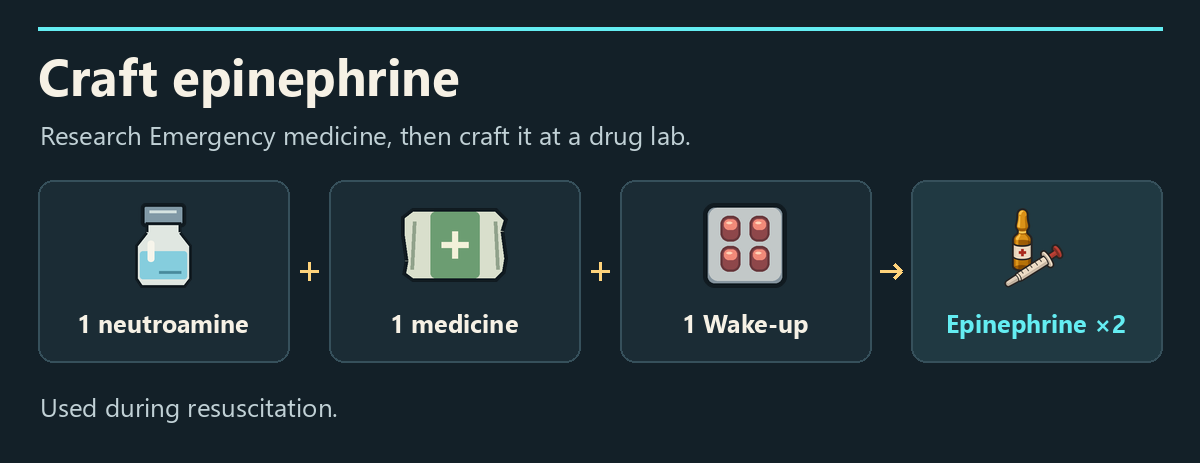 Craft epinephrine
Research Emergency medicine, then craft it at a drug lab.
1 neutroamine
+
1 medicine
+
1 Wake-up
→
Epinephrine ×2
Used during resuscitation.